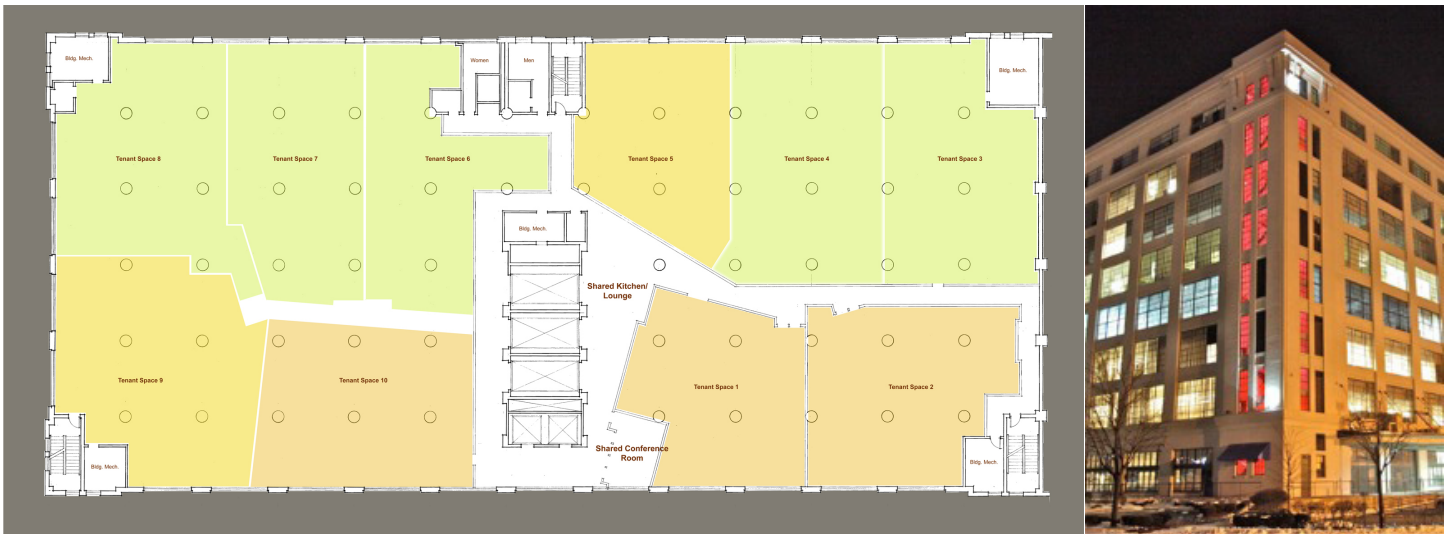 Bldg. Mech.
Women
Men
Bldg. Mech.
Tenant Space 8
Tenant Space 7
Tenant Space 6
Tenant Space 5
Tenant Space 4
Tenant Space 3
Bldg. Mech.
Shared Kitchen/
Lounge
Tenant Space 9
Tenant Space 10
Tenant Space 1
Tenant Space 2
Shared Conference
Room
Bldg. Mech.
Bldg. Mech.